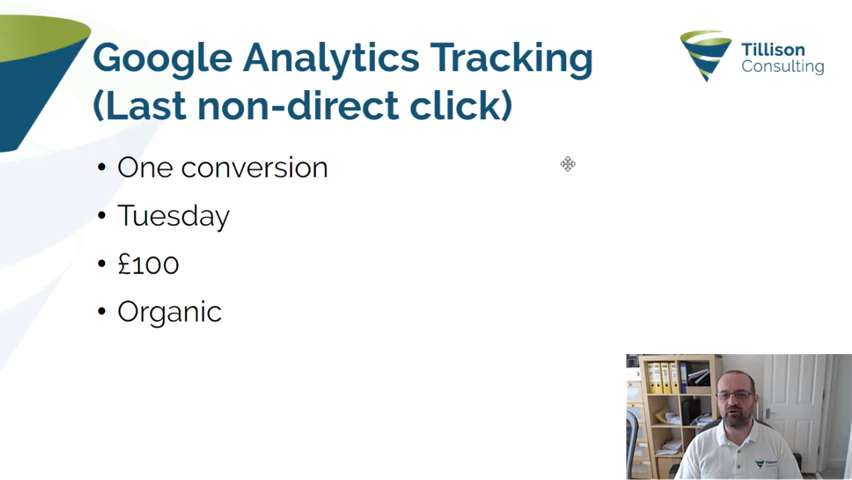 Google Analytics Tracking
(Last non-direct click)
Tillison
Consulting
• One conversion
• Tuesday
• £100
• Organic